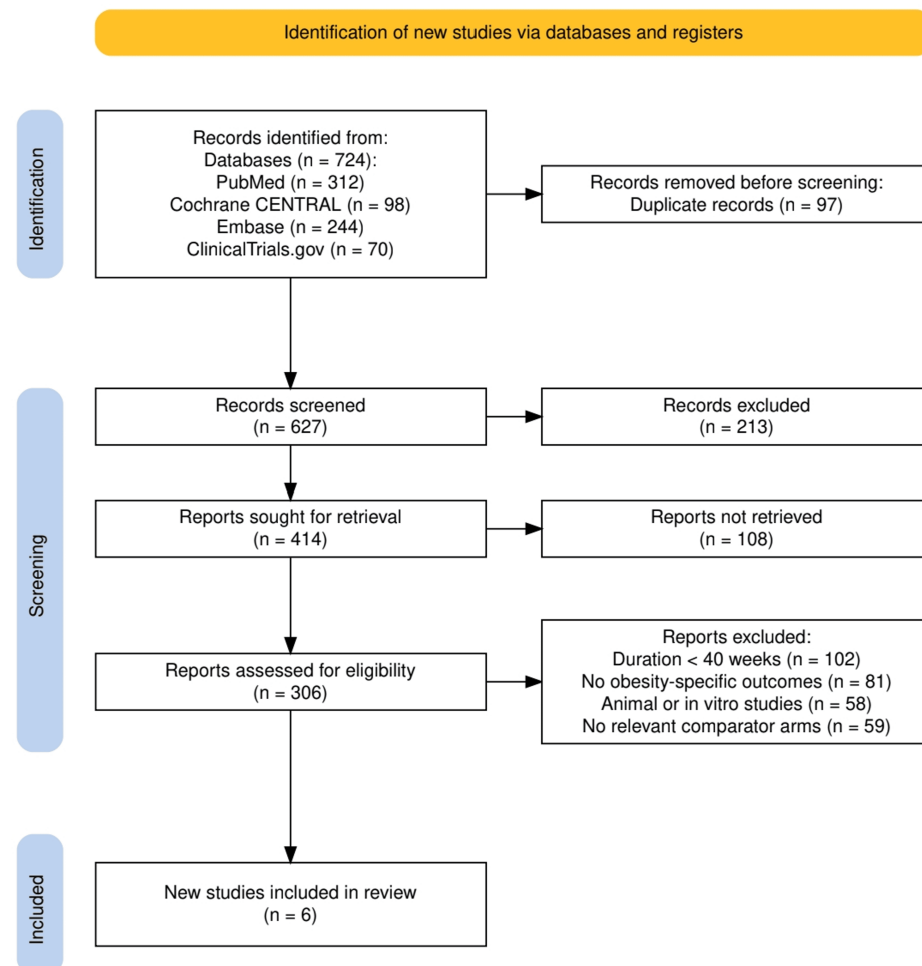 Identification of new studies via databases and registers
Identification
Records identified from:
Databases (n = 724):
PubMed (n = 312)
Cochrane CENTRAL (n = 98)
Embase (n = 244)
ClinicalTrials.gov (n = 70)
Records removed before screening:
Duplicate records (n = 97)
Screening
Records screened
(n = 627)
Records excluded
(n = 213)
Reports sought for retrieval
(n = 414)
Reports not retrieved
(n = 108)
Reports assessed for eligibility
(n = 306)
Reports excluded:
Duration < 40 weeks (n = 102)
No obesity-specific outcomes (n = 81)
Animal or in vitro studies (n = 58)
No relevant comparator arms (n = 59)
Included
New studies included in review
(n = 6)